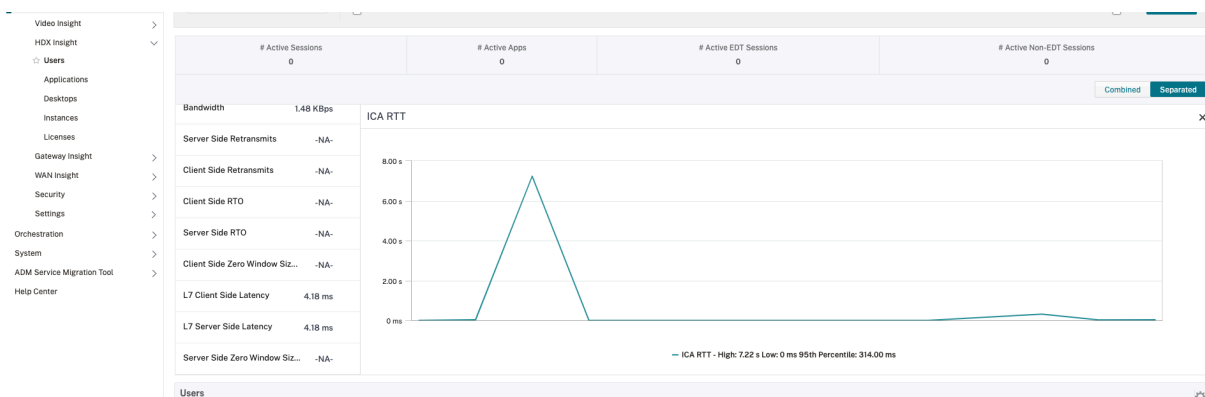 Video Insight
HDX Insight
Users
Applications
Desktops
Instances
Licenses
Gateway Insight
WAN Insight
Security
Settings
Orchestration
System
ADM Service Migration Tool
Help Center
# Active Sessions
0
# Active Apps
0
# Active EDT Sessions
0
# Active Non-EDT Sessions
0
Combined Separated
Bandwidth 1.48 KBps
Server Side Retransmits -NA-
Client Side Retransmits -NA-
Client Side RTO -NA-
Server Side RTO -NA-
Client Side Zero Window Siz... -NA-
L7 Client Side Latency 4.18 ms
L7 Server Side Latency 4.18 ms
Server Side Zero Window Siz... -NA-
ICA RTT
8.00 s
6.00 s
4.00 s
2.00 s
0 ms
ICA RTT - High: 7.22 s Low: 0 ms 95th Percentile: 314.00 ms
Users